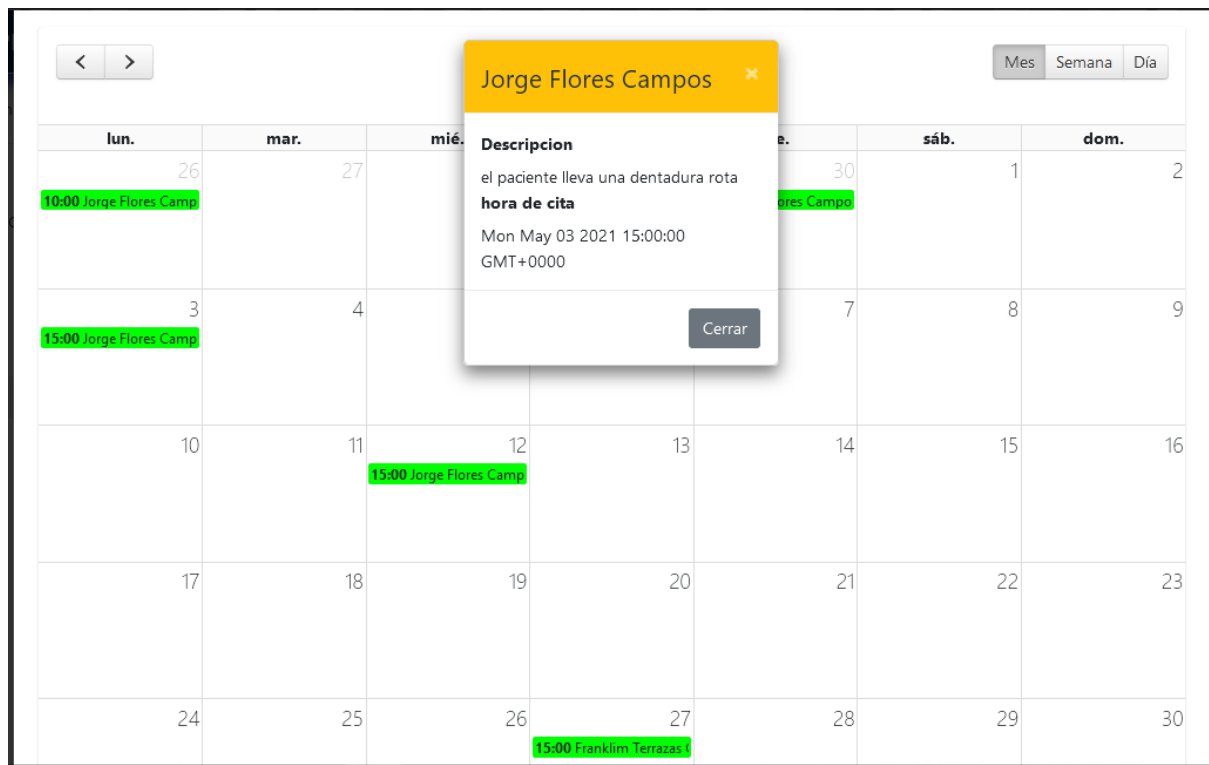 Mes Semana Día
Jorge Flores Campos ×
Descripcion
el paciente lleva una dentadura rota
hora de cita
Mon May 03 2021 15:00:00
GMT+0000
Cerrar
lun. mar. mié. sáb. dom.
26 27 30 1 2
10:00 Jorge Flores Camp
3 4 7 8 9
15:00 Jorge Flores Camp
10 11 12 13 14 15 16
15:00 Jorge Flores Camp
17 18 19 20 21 22 23
24 25 26 27 28 29 30
15:00 Franklim Terrazas